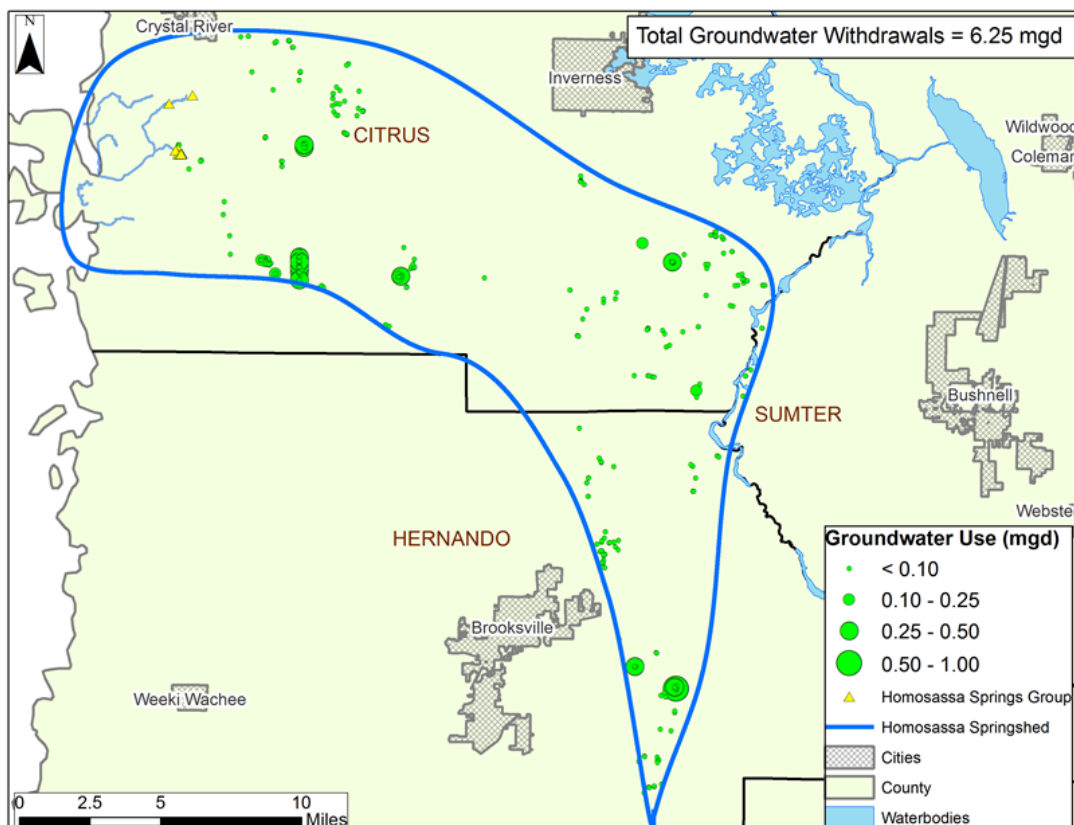 N
Crystal River
Total Groundwater Withdrawals = 6.25 mgd
Inverness
CITRUS
Wildwood
Coleman
SUMTER
Bushnell
Webste
HERNANDO
Brooksville
Weeki Wachee
Groundwater Use (mgd)
< 0.10
0.10 - 0.25
0.25 - 0.50
0.50 - 1.00
Homosassa Springs Group
Homosassa Springshed
Cities
County
Waterbodies
0 2.5 5 10
Miles